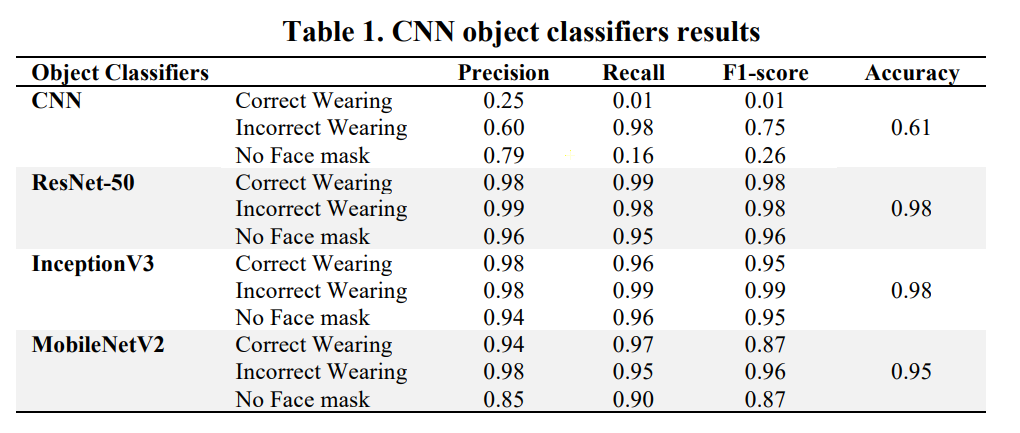 Table 1. CNN object classifiers results
Object Classifiers Precision Recall F1-score Accuracy
CNN Correct Wearing 0.25 0.01 0.01
Incorrect Wearing 0.60 0.98 0.75 0.61
No Face mask 0.79 0.16 0.26
ResNet-50 Correct Wearing 0.98 0.99 0.98
Incorrect Wearing 0.99 0.98 0.98 0.98
No Face mask 0.96 0.95 0.96
InceptionV3 Correct Wearing 0.98 0.96 0.95
Incorrect Wearing 0.98 0.99 0.99 0.98
No Face mask 0.94 0.96 0.95
MobileNetV2 Correct Wearing 0.94 0.97 0.87
Incorrect Wearing 0.98 0.95 0.96 0.95
No Face mask 0.85 0.90 0.87